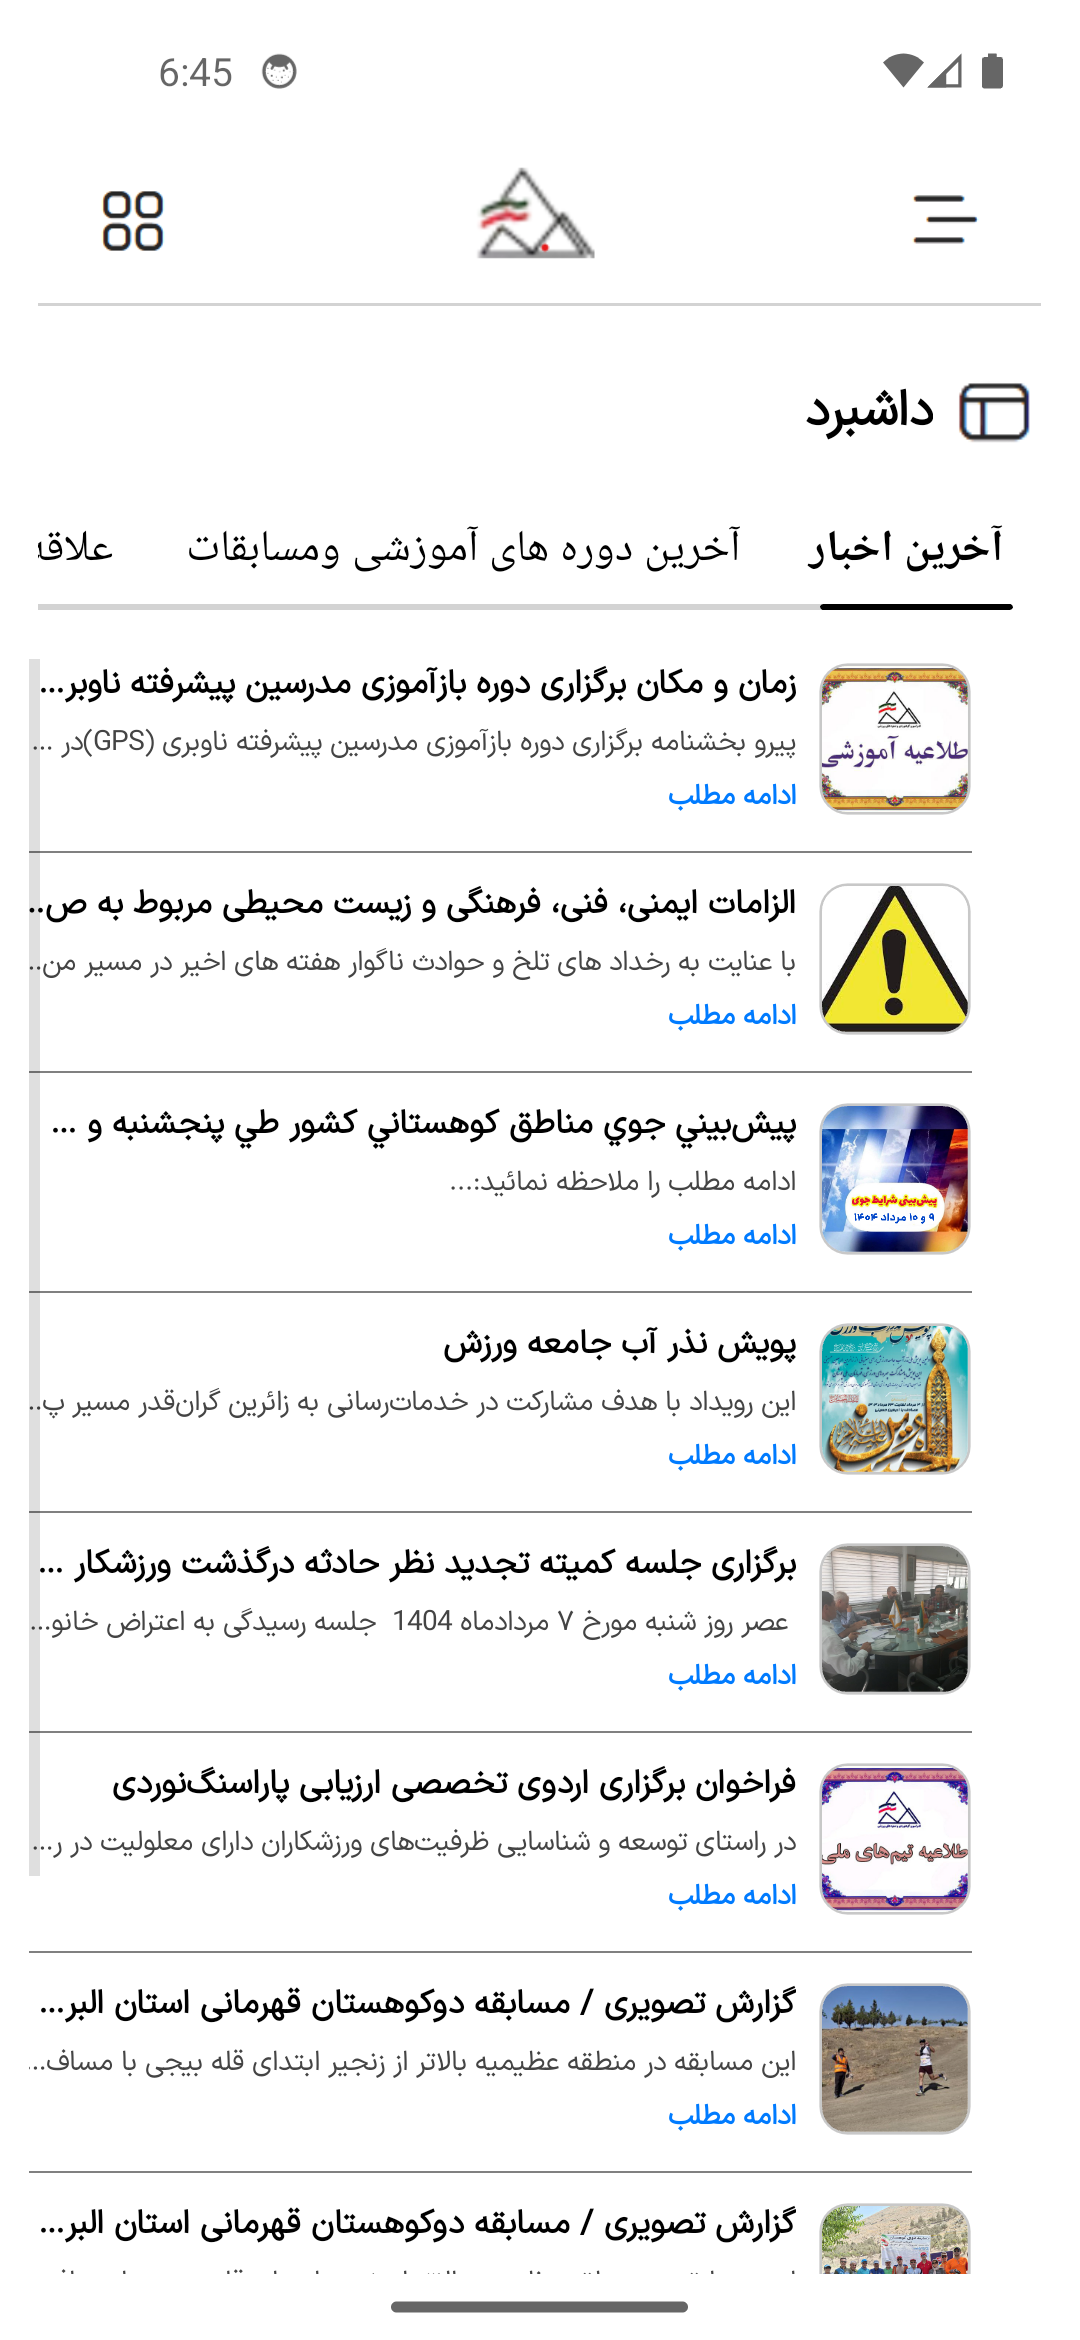 6:45
داشبرد
آخرین اخبار
آخرین دوره های آموزشی ومسابقات
علاقه
زمان و مکان برگزاری دوره بازآموزی مدرسین پیشرفته ناوبر...
پیرو بخشنامه برگزاری دوره بازآموزی مدرسین پیشرفته ناوبری (GPS)در ...
ادامه مطلب
طلاعیه آموزشی
الزامات ایمنی، فنی، فرهنگی و زیست محیطی مربوط به ص...
با عنایت به رخداد های تلخ و حوادث ناگوار هفته های اخیر در مسیر من...
ادامه مطلب
پيش‌بيني جوي مناطق كوهستاني كشور طي پنجشنبه و ...
ادامه مطلب را ملاحظه نمائید:...
ادامه مطلب
پیش‌بینی شرایط جوی
۹ و ۱۰ مرداد ۱۴۰۴
پویش نذر آب جامعه ورزش
این رویداد با هدف مشارکت در خدمات‌رسانی به زائرین گران‌قدر مسیر پ...
ادامه مطلب
برگزاری جلسه کمیته تجدید نظر حادثه درگذشت ورزشکار ...
عصر روز شنبه مورخ ۷ مردادماه 1404 جلسه رسیدگی به اعتراض خانو...
ادامه مطلب
فراخوان برگزاری اردوی تخصصی ارزیابی پاراسنگ‌نوردی
در راستای توسعه و شناسایی ظرفیت‌های ورزشکاران دارای معلولیت در ر...
ادامه مطلب
طلاعیه تیم‌های ملی
گزارش تصویری / مسابقه دوکوهستان قهرمانی استان البر...
این مسابقه در منطقه عظیمیه بالاتر از زنجیر ابتدای قله بیجی با مساف...
ادامه مطلب
گزارش تصویری / مسابقه دوکوهستان قهرمانی استان البر...